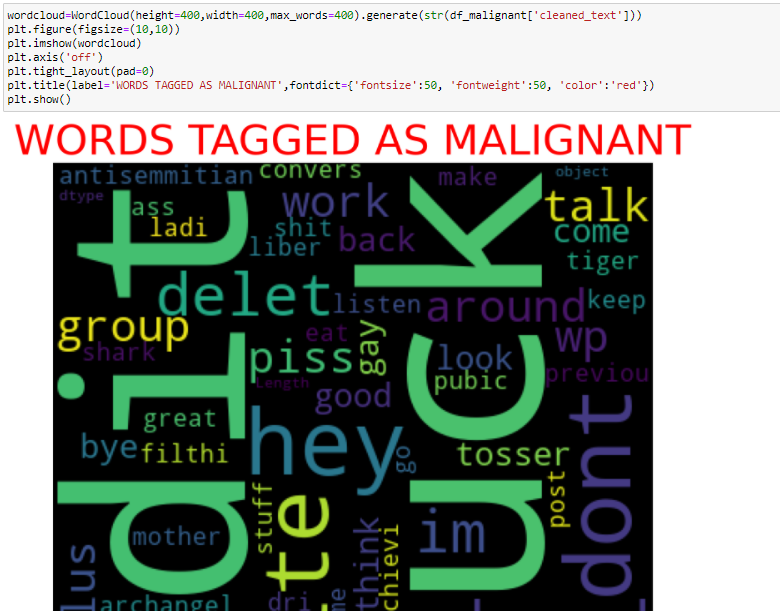 wordcloud=WordCloud(height=400,width=400,max_words=400).generate(str(df_malignant['cleaned_text']))
plt.figure(figsize=(10,10))
plt.imshow(wordcloud)
plt.axis('off')
plt.tight_layout(pad=0)
plt.title(label='WORDS TAGGED AS MALIGNANT',fontdict={'fontsize':50, 'fontweight':50, 'color':'red'})
plt.show()
WORDS TAGGED AS MALIGNANT
antisemmitian
convers
make
object
dtype
ass
ladi
work
talk
shit
liber
back
come
tiger
dit
uck
delet
listen
around
keep
group
shark
eat
piss
gay
look
pubic
wp
previou
Length
good
great
hey
go
bye
filthi
tosser
dont
post
stuff
te
mother
think
chievi
im
lus
archangel
dri